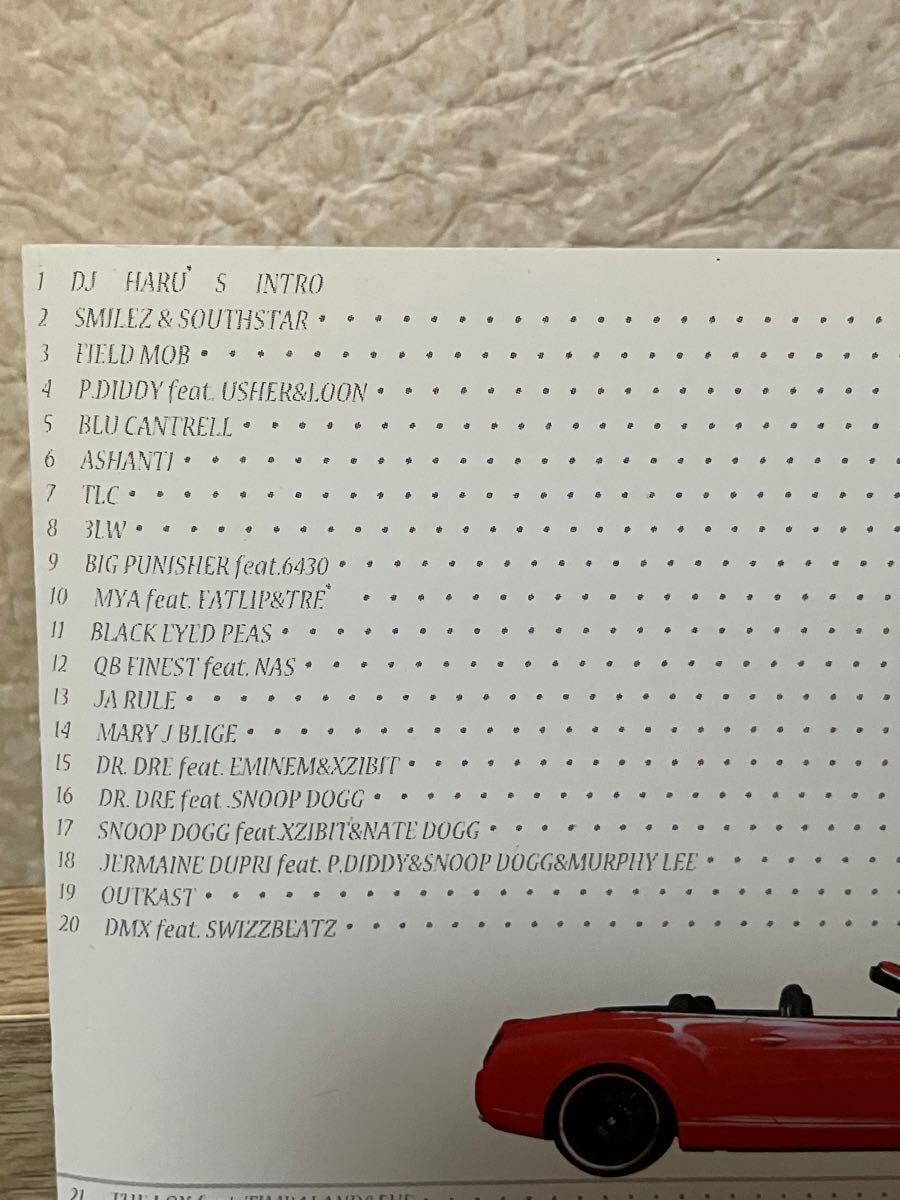 1 DJ HARU' S INTRO
2 SMILEZ & SOUTHSTAR
3 FIELD MOB
4 P.DIDDY feat. USHER&LOON
5 BLU CANTRELL
6 ASHANTI
7 TLC
8 3LW
9 BIG PUNISHER feat.6430
10 MYA feat. FATLIP&TRE'
11 BLACK EYED PEAS
12 QB FINEST feat. NAS
13 JA RULE
14 MARY J BLIGE
15 DR. DRE feat. EMINEM&XZIBIT
16 DR. DRE feat .SNOOP DOGG
17 SNOOP DOGG feat.XZIBIT&NATE DOGG
18 JERMAINE DUPRI feat. P.DIDDY&SNOOP DOGG&MURPHY LEE
19 OUTKAST
20 DMX feat. SWIZZBEATZ
21